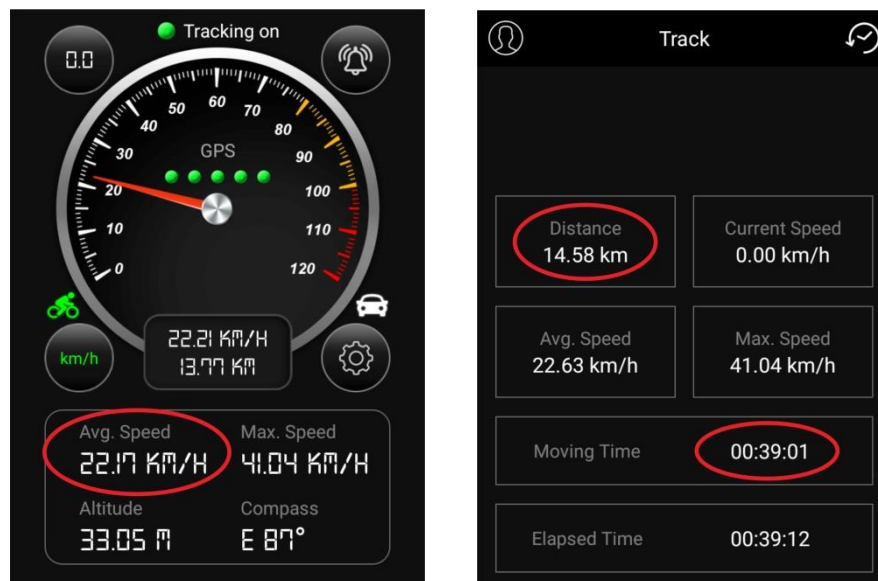 Tracking on
0.0
0
10
20
30
40
50
60
70
80
90
100
110
120
GPS
km/h
22.21 KM/H
13.77 KM
Avg. Speed
Max. Speed
22.17 KM/H
41.04 KM/H
Altitude
Compass
33.05 M
E 87°
Track
Distance
Current Speed
14.58 km
0.00 km/h
Avg. Speed
Max. Speed
22.63 km/h
41.04 km/h
Moving Time
00:39:01
Elapsed Time
00:39:12